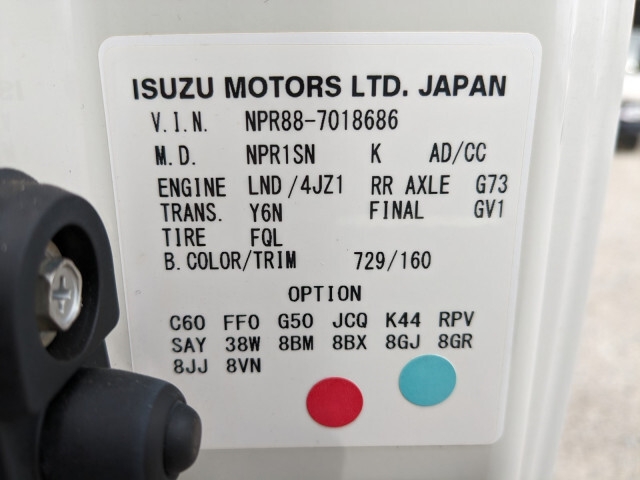 ISUZU MOTORS LTD. JAPAN
V.I.N. NPR88-7018686
M.D. NPR1SN K AD/CC
ENGINE LND/4JZ1 RR AXLE G73
TRANS. Y6N FINAL GV1
TIRE FQL
B.COLOR/TRIM 729/160
OPTION
C60 FF0 G50 JCQ K44 RPV
SAY 38W 8BM 8BX 8GJ 8GR
8JJ 8VN